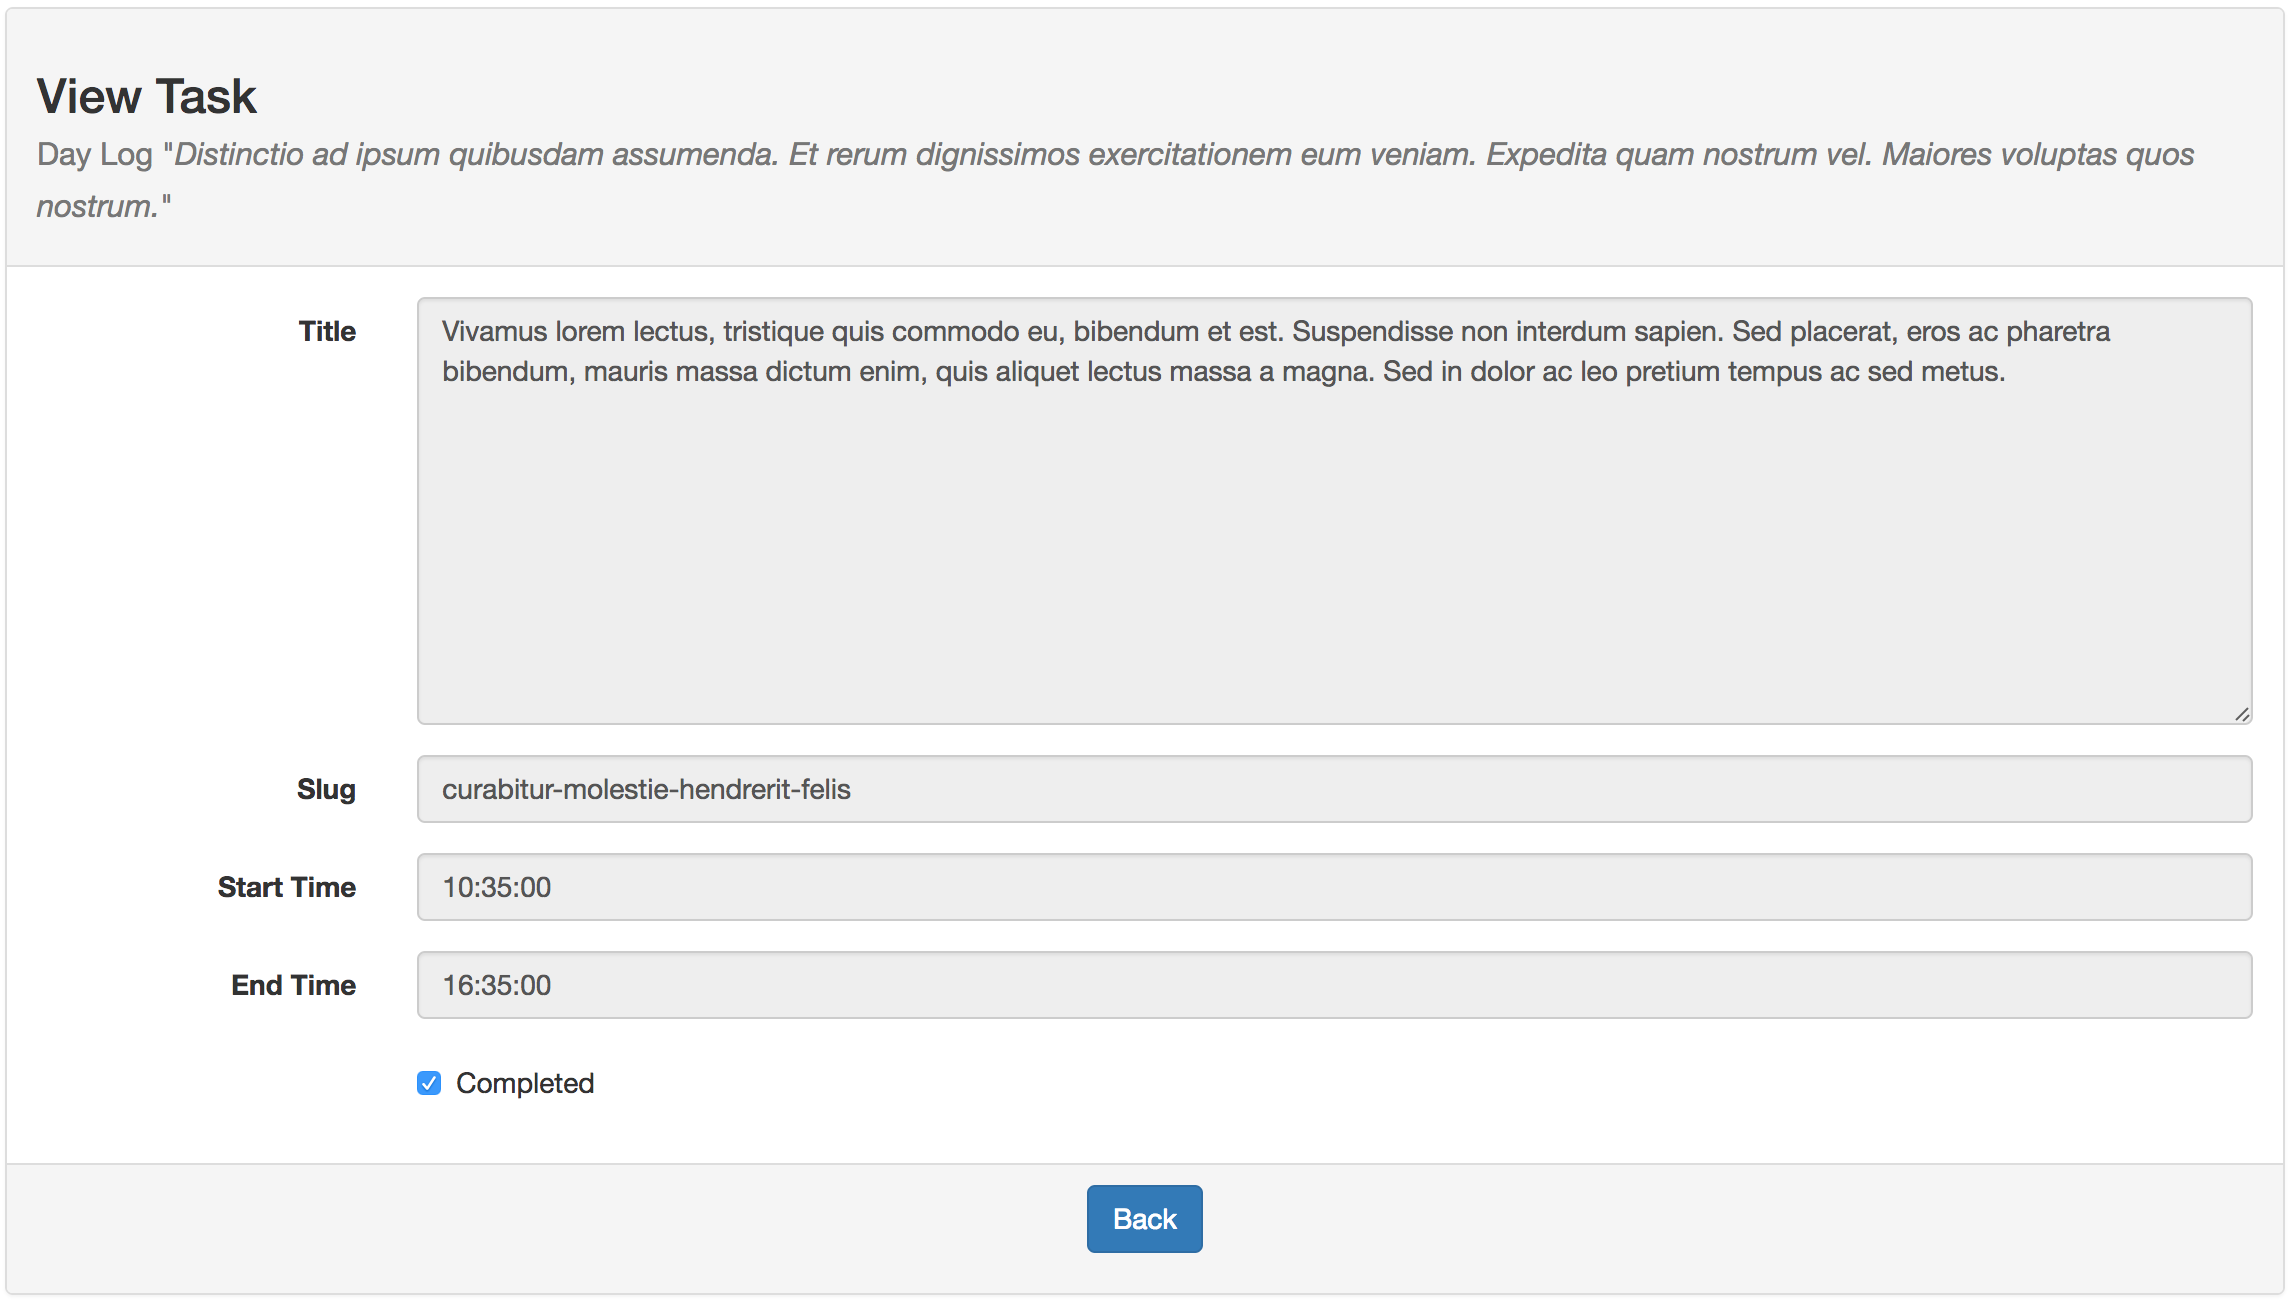 View Task
Day Log "Distinctio ad ipsum quibusdam assumenda. Et rerum dignissimos exercitationem eum veniam. Expedita quam nostrum vel. Maiores voluptas quos
nostrum."
Title
Vivamus lorem lectus, tristique quis commodo eu, bibendum et est. Suspendisse non interdum sapien. Sed placerat, eros ac pharetra
bibendum, mauris massa dictum enim, quis aliquet lectus massa a magna. Sed in dolor ac leo pretium tempus ac sed metus.
Slug
curabitur-molestie-hendrerit-felis
Start Time
10:35:00
End Time
16:35:00
Completed
Back